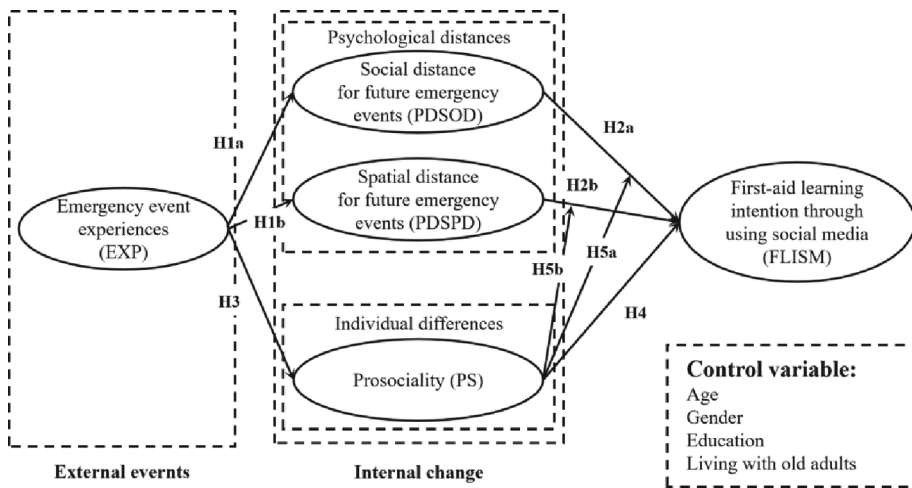 Psychological distances
Social distance
for future emergency
events (PDSOD)
H1a
H2a
Spatial distance
for future emergency
events (PDSPD)
H2b
Emergency event
experiences
(EXP)
H1b
First-aid learning
intention through
using social media
(FLISM)
H5a
H5b
H3
H4
Individual differences
Prosociality (PS)
Control variable:
Age
Gender
Education
Living with old adults
External evernts
Internal change